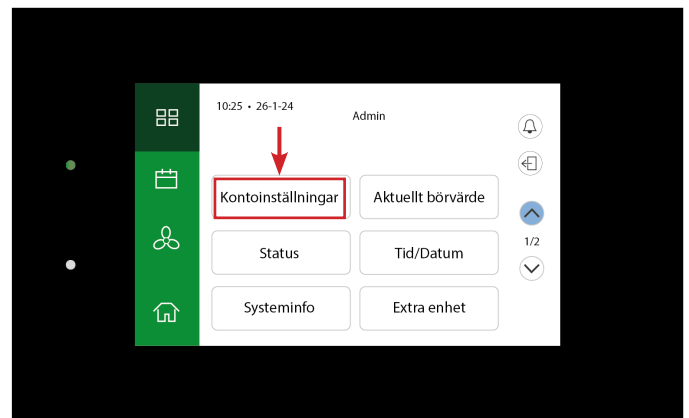 10:25 • 26-1-24
Admin
Kontoinställningar
Aktuellt börvärde
1/2
Status
Tid/Datum
Systeminfo
Extra enhet